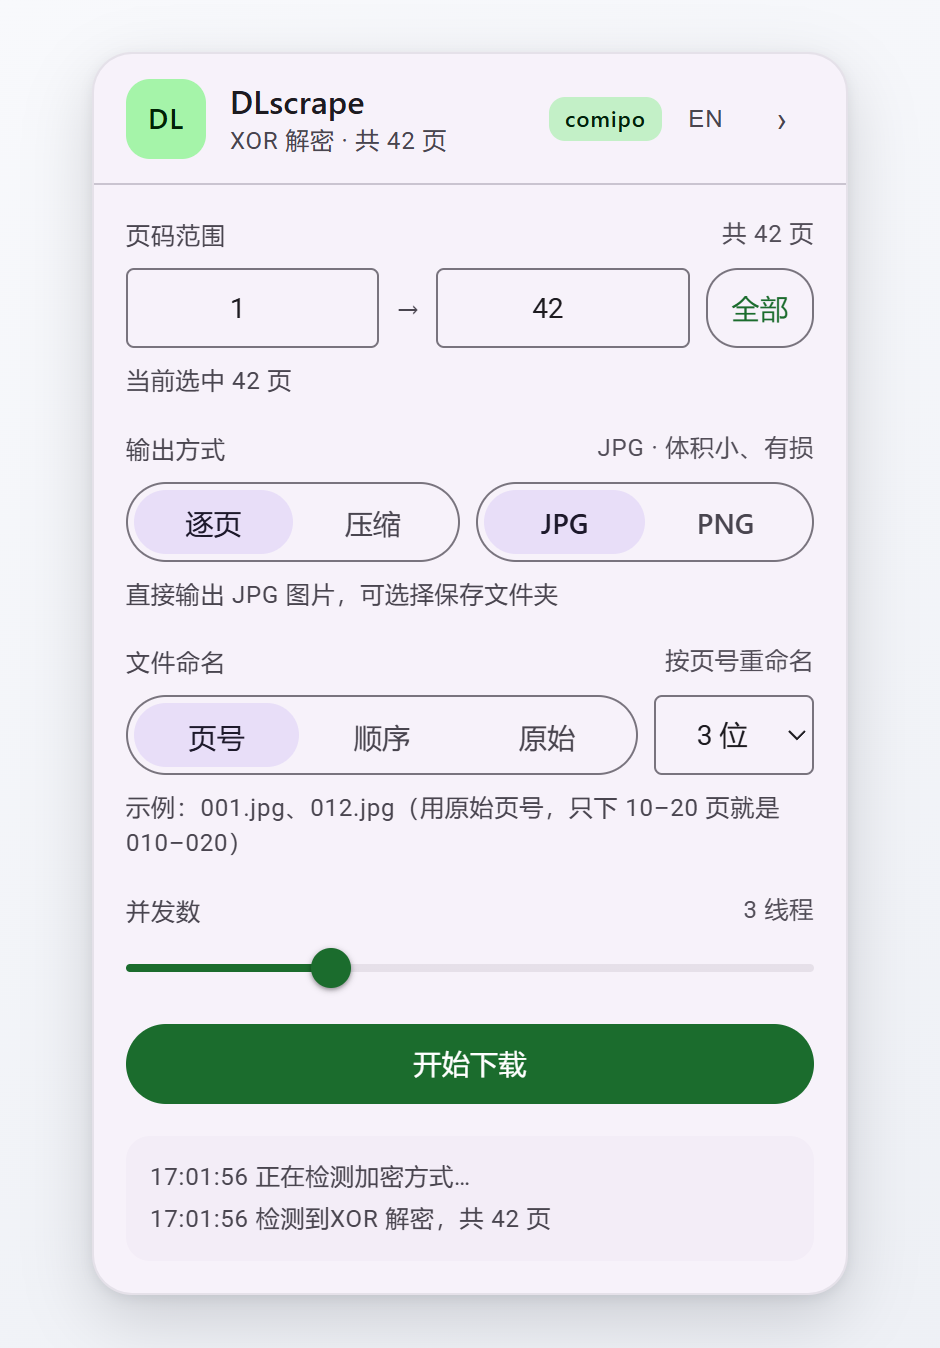 DL
DLscrape
XOR 解密 · 共 42 页
comipo
EN
›
页码范围
共 42 页
1
→
42
全部
当前选中 42 页
输出方式
JPG · 体积小、有损
逐页
压缩
JPG
PNG
直接输出 JPG 图片，可选择保存文件夹
文件命名
按页号重命名
页号
顺序
原始
3 位
示例：001.jpg、012.jpg（用原始页号，只下 10–20 页就是
010–020）
并发数
3 线程
开始下载
17:01:56 正在检测加密方式…
17:01:56 检测到XOR 解密，共 42 页